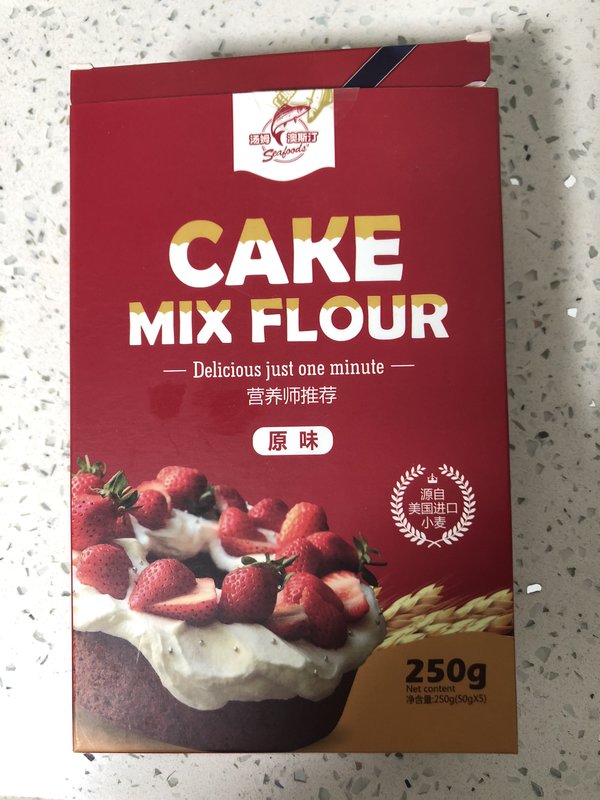 汤姆 澳斯汀
Seafoods
CAKE
MIX FLOUR
Delicious just one minute
营养师推荐
原味
源自
美国进口
小麦
250g
Net content
净含量:250g(50gX5)